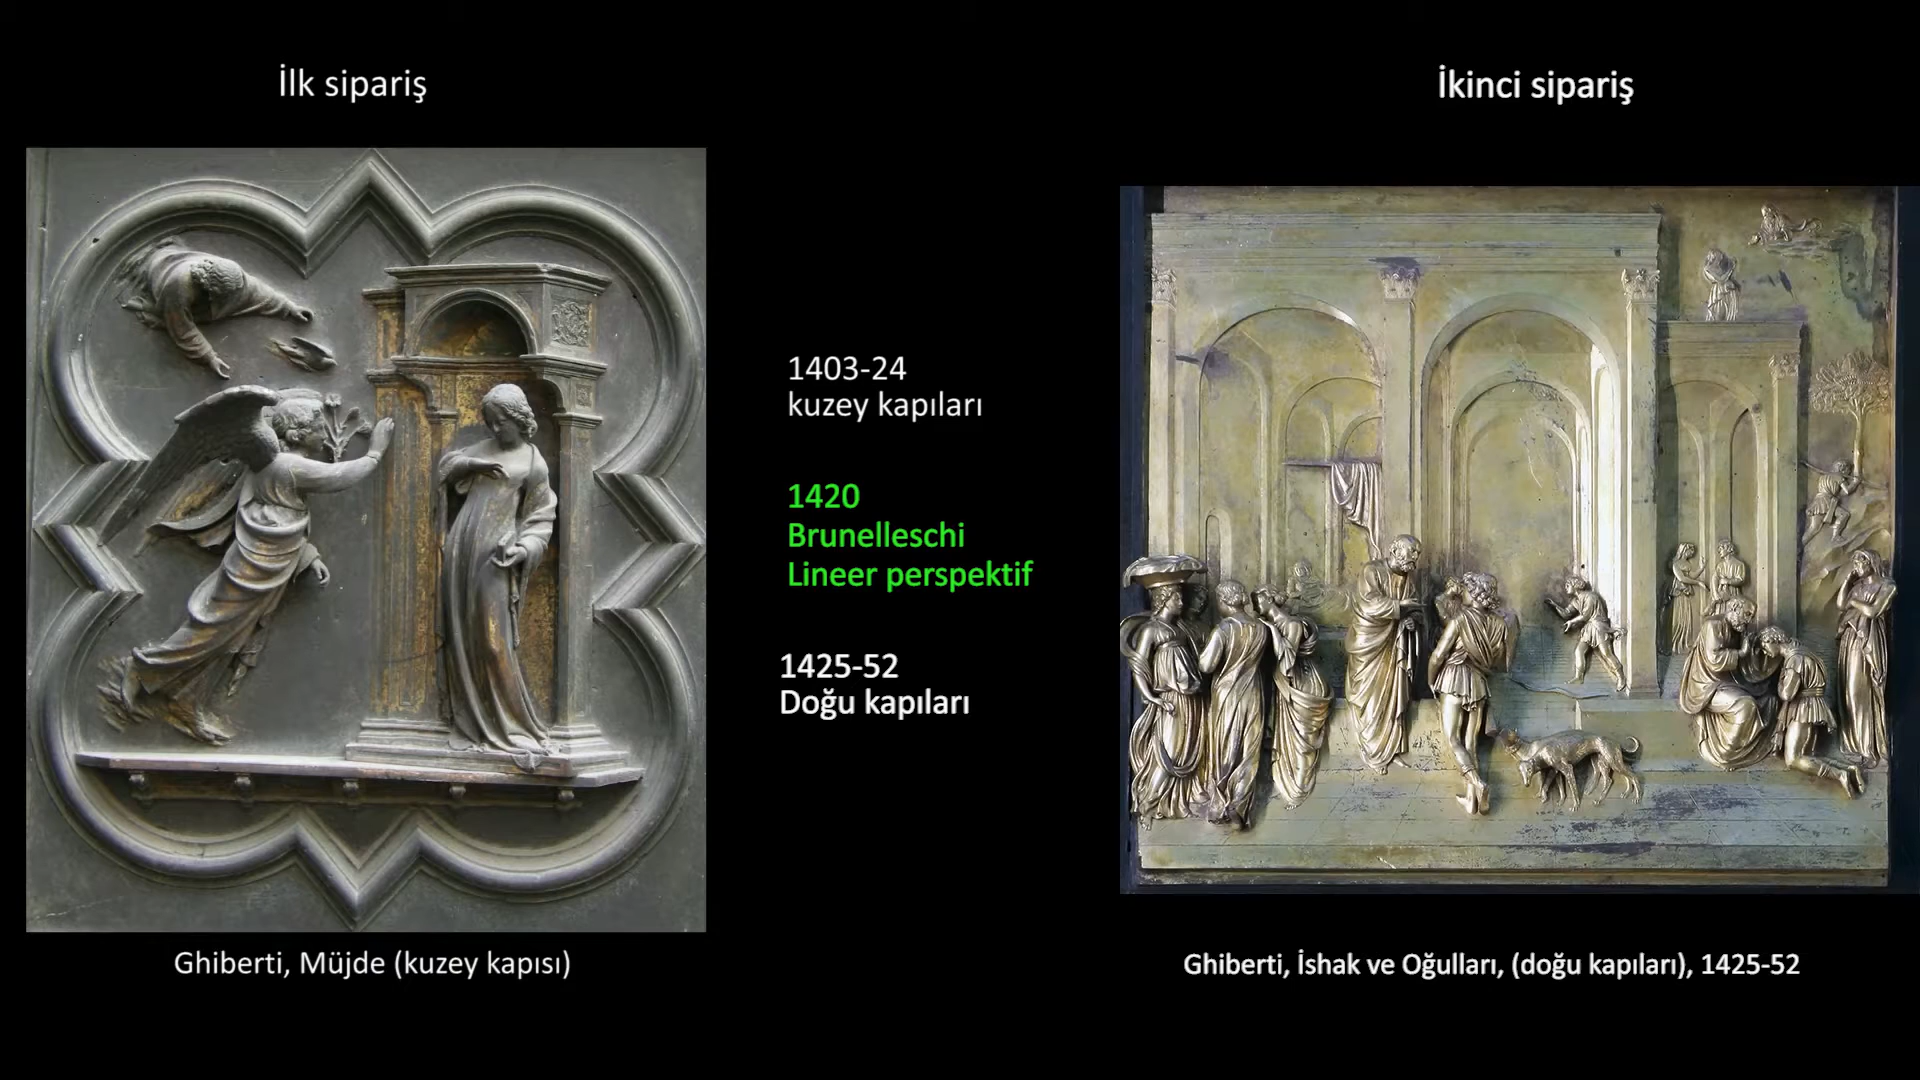 İlk sipariş
İkinci sipariş
1403-24
kuzey kapıları
1420
Brunelleschi
Lineer perspektif
1425-52
Doğu kapıları
Ghiberti, Müjde (kuzey kapısı)
Ghiberti, İshak ve Oğulları, (doğu kapıları), 1425-52